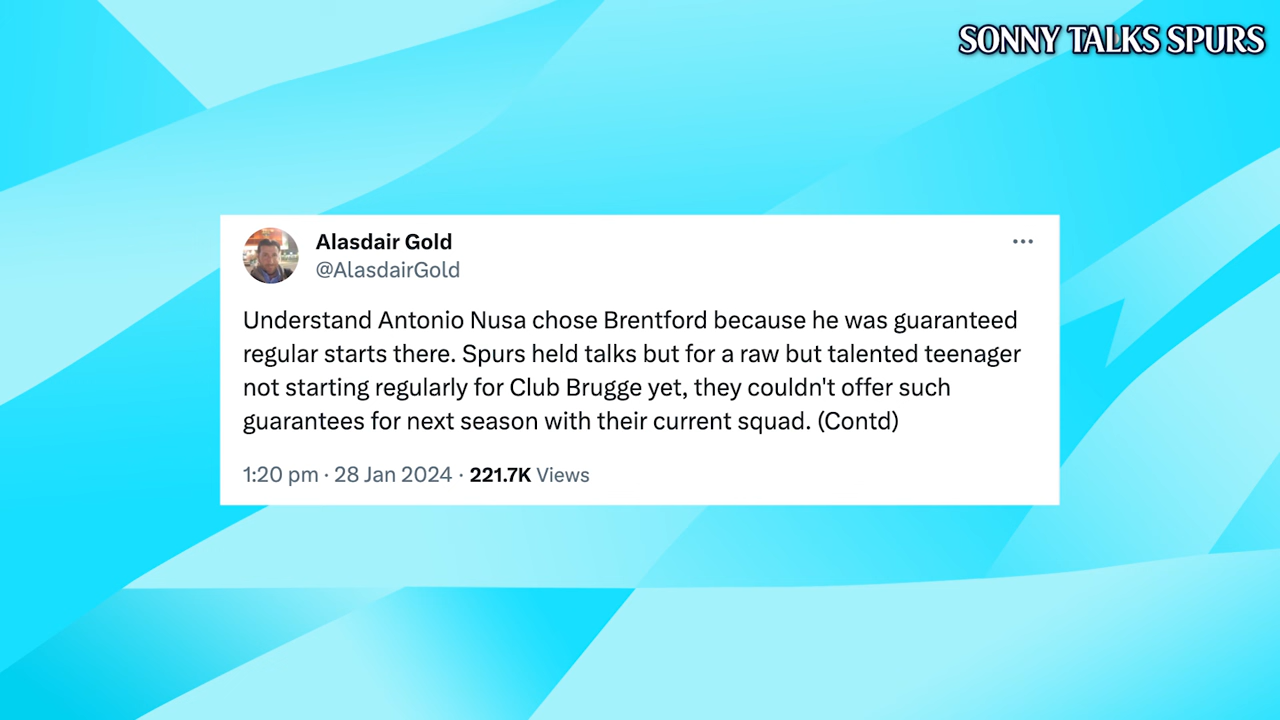 SONNY TALKS SPURS
Alasdair Gold
@AlasdairGold
Understand Antonio Nusa chose Brentford because he was guaranteed
regular starts there. Spurs held talks but for a raw but talented teenager
not starting regularly for Club Brugge yet, they couldn't offer such
guarantees for next season with their current squad. (Contd)
1:20 pm · 28 Jan 2024 · 221.7K Views